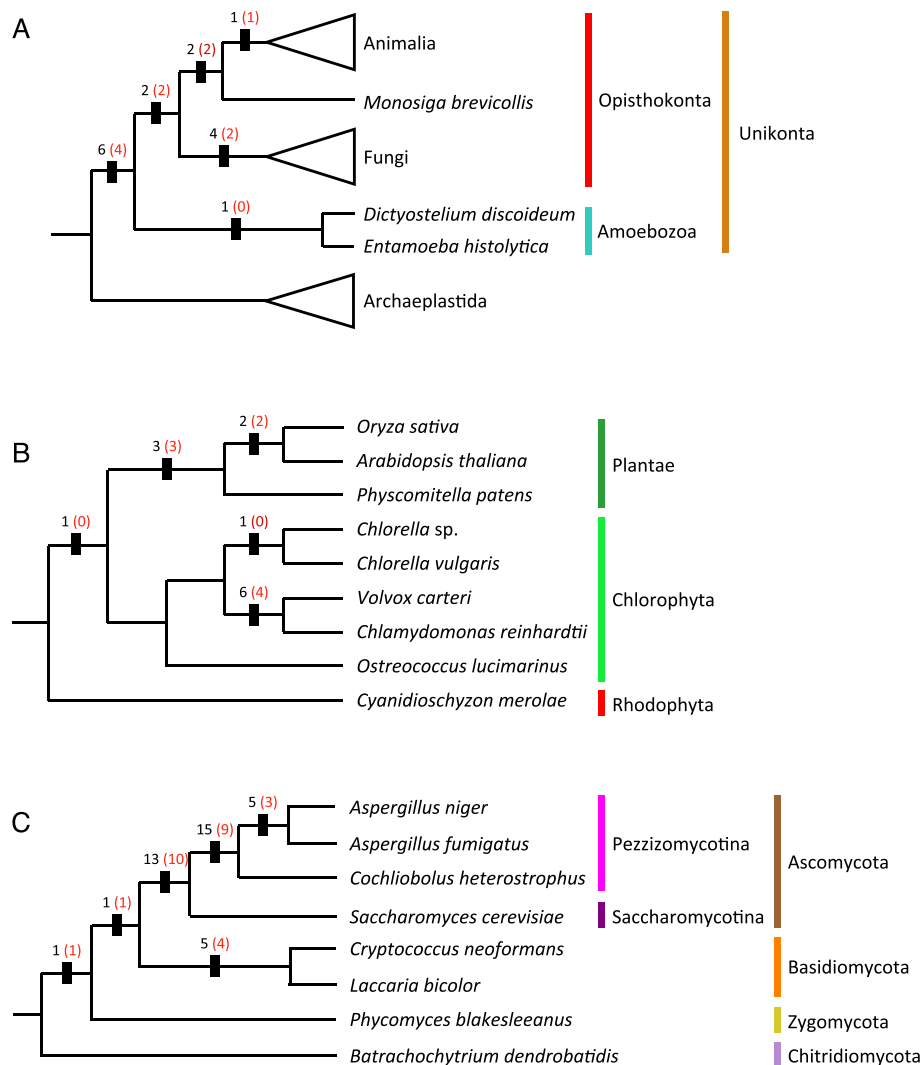 A
1 (1)
Animalia
2 (2)
Monosiga brevicollis
Opisthokonta
2 (2)
Unikonta
4 (2)
Fungi
6 (4)
1 (0)
Dictyostelium discoideum
Amoebozoa
Entamoeba histolytica
Archaeplastida
B
2 (2)
Oryza sativa
3 (3)
Arabidopsis thaliana
Plantae
Physcomitella patens
1 (0)
1 (0)
Chlorella sp.
Chlorella vulgaris
6 (4)
Volvox carteri
Chlorophyta
Chlamydomonas reinhardtii
Ostreococcus lucimarinus
Cyanidioschyzon merolae
Rhodophyta
C
5 (3)
Aspergillus niger
15 (9)
Aspergillus fumigatus
Pezzizomycotina
13 (10)
Cochliobolus heterostrophus
Ascomycota
1 (1)
Saccharomyces cerevisiae
Saccharomycotina
5 (4)
Cryptococcus neoformans
1 (1)
Laccaria bicolor
Basidiomycota
Phycomyces blakesleeanus
Zygomycota
Batrachochytrium dendrobatidis
Chitridiomycota